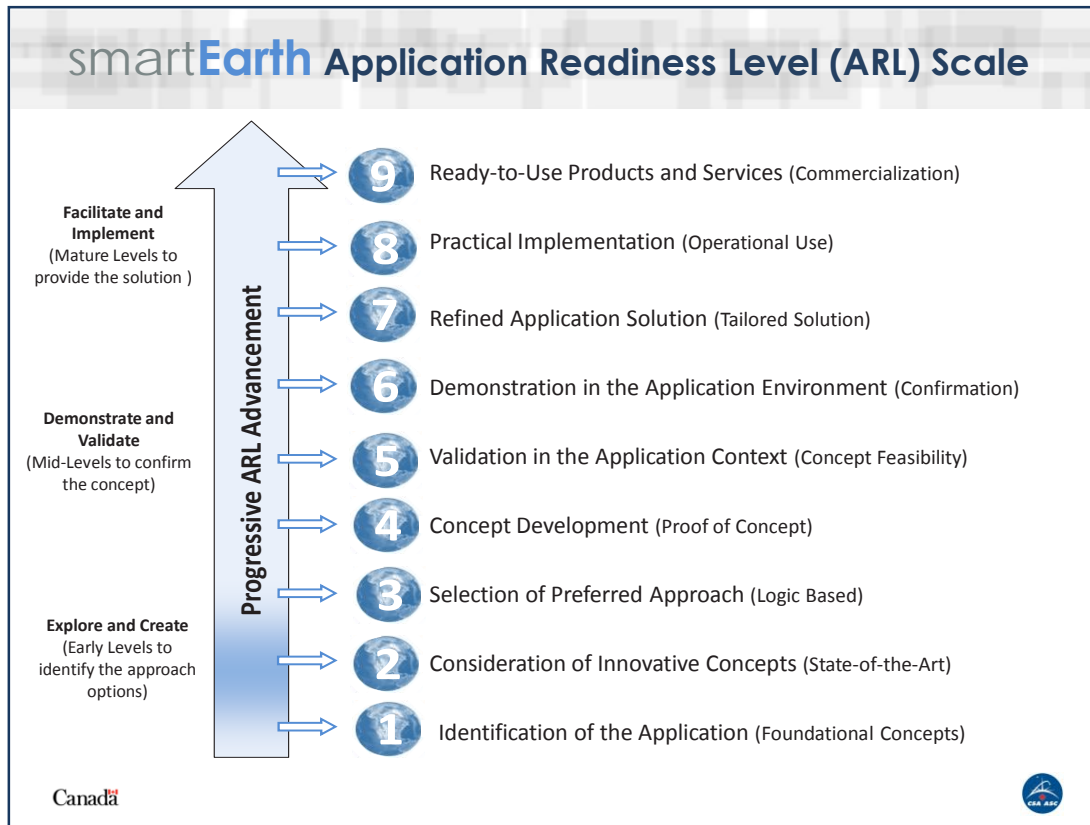 smartEarth Application Readiness Level (ARL) Scale
Facilitate and
Implement
(Mature Levels to
provide the solution )
Demonstrate and
Validate
(Mid-Levels to confirm
the concept)
Explore and Create
(Early Levels to
identify the approach
options)
Progressive ARL Advancement
9 Ready-to-Use Products and Services (Commercialization)
8 Practical Implementation (Operational Use)
7 Refined Application Solution (Tailored Solution)
6 Demonstration in the Application Environment (Confirmation)
5 Validation in the Application Context (Concept Feasibility)
4 Concept Development (Proof of Concept)
3 Selection of Preferred Approach (Logic Based)
2 Consideration of Innovative Concepts (State-of-the-Art)
1 Identification of the Application (Foundational Concepts)
Canada
CSA ASC